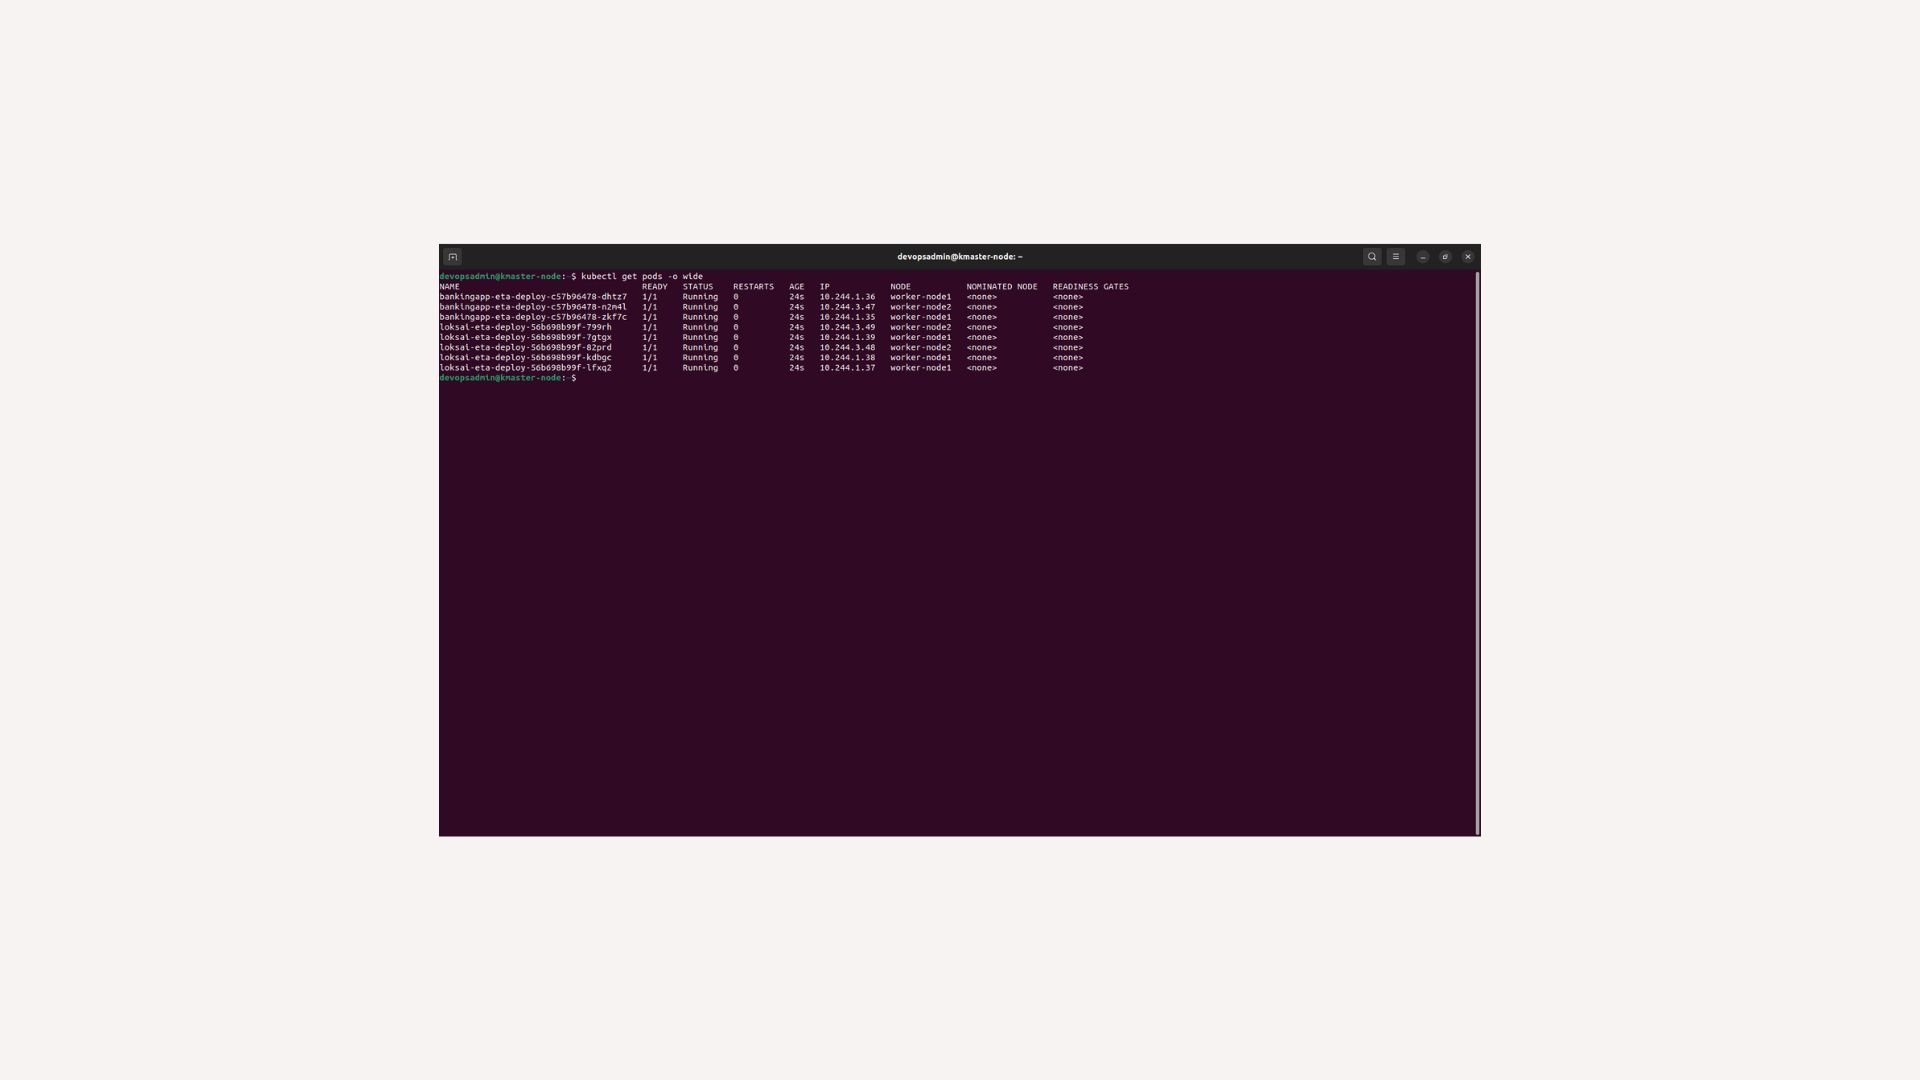 devopsadmin@kmaster-node: ~
devopsadmin@kmaster-node:~$ kubectl get pods -o wide
NAME READY STATUS RESTARTS AGE IP NODE NOMINATED NODE READINESS GATES
bankingapp-eta-deploy-c57b96478-dhtz7 1/1 Running 0 24s 10.244.1.36 worker-node1 <none> <none>
bankingapp-eta-deploy-c57b96478-n2m4l 1/1 Running 0 24s 10.244.3.47 worker-node2 <none> <none>
bankingapp-eta-deploy-c57b96478-zkf7c 1/1 Running 0 24s 10.244.1.35 worker-node1 <none> <none>
loksai-eta-deploy-56b698b99f-799rh 1/1 Running 0 24s 10.244.3.49 worker-node2 <none> <none>
loksai-eta-deploy-56b698b99f-7gtgx 1/1 Running 0 24s 10.244.1.39 worker-node1 <none> <none>
loksai-eta-deploy-56b698b99f-82prd 1/1 Running 0 24s 10.244.3.48 worker-node2 <none> <none>
loksai-eta-deploy-56b698b99f-kdbgc 1/1 Running 0 24s 10.244.1.38 worker-node1 <none> <none>
loksai-eta-deploy-56b698b99f-lfxq2 1/1 Running 0 24s 10.244.1.37 worker-node1 <none> <none>
devopsadmin@kmaster-node:~$